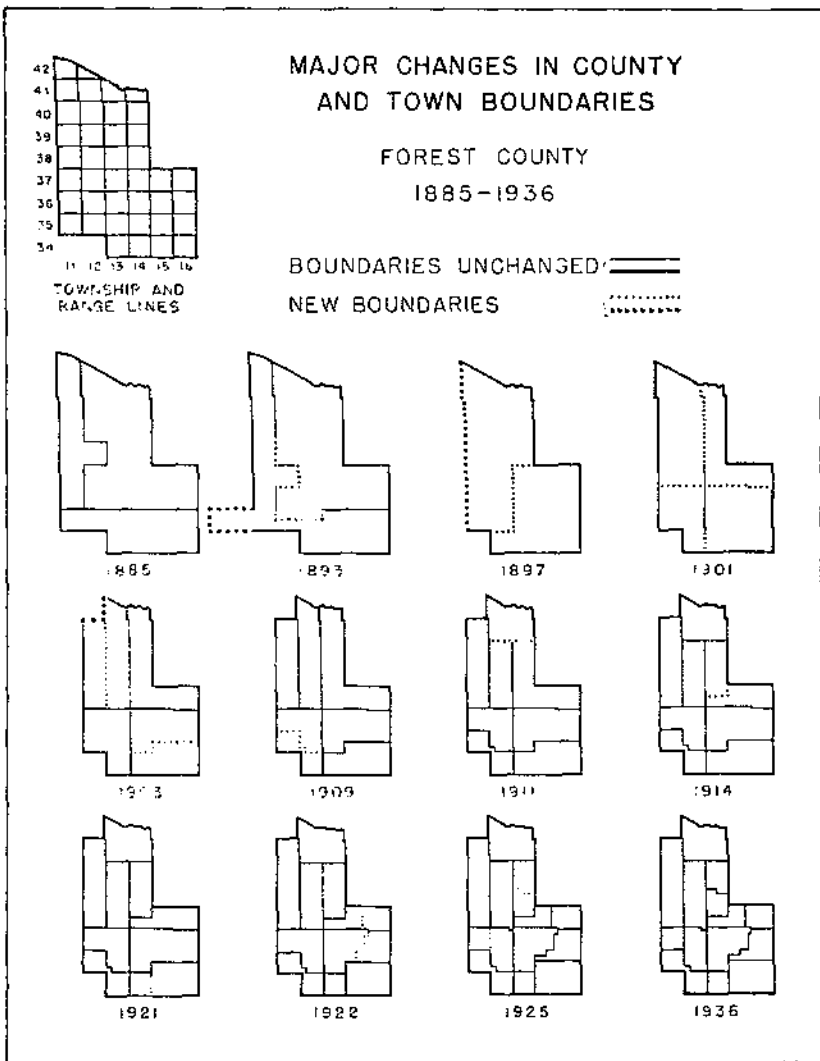 MAJOR CHANGES IN COUNTY
AND TOWN BOUNDARIES
FOREST COUNTY
1885-1936
42
41
40
39
38
37
36
35
34
11 12 13 14 15 16
TOWNSHIP AND
RANGE LINES
BOUNDARIES UNCHANGED
NEW BOUNDARIES
1885
1893
1897
1901
1909
1911
1914
1921
1922
1925
1936